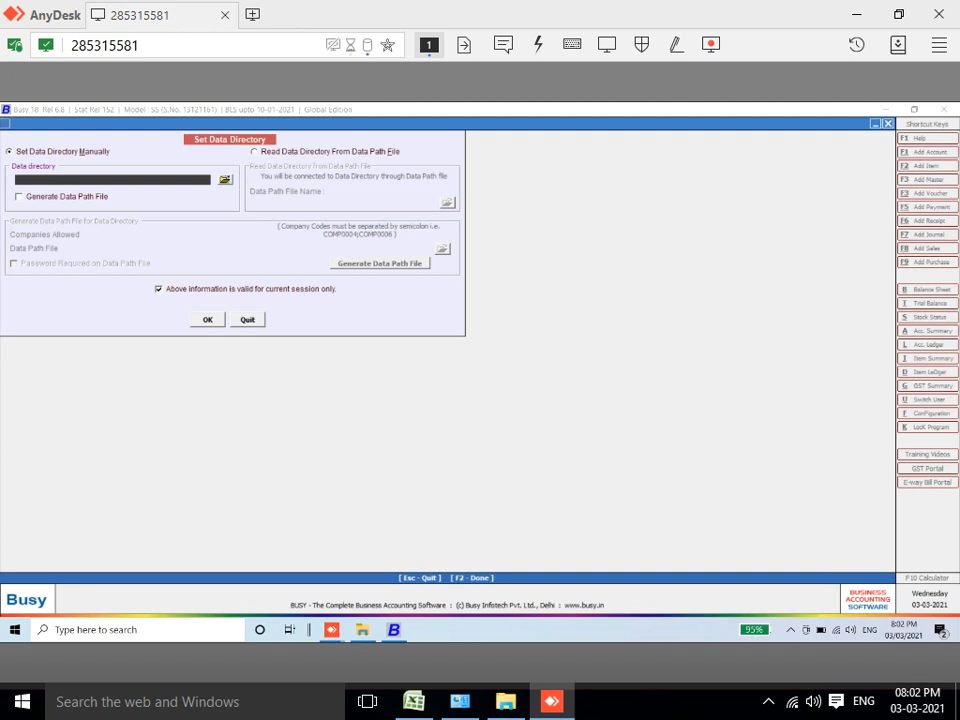 AnyDesk
285315581
285315581
1
Busy 18 Rel 6.8 | Stat Rel 152 | Model : SS (S.No. 13121161) | BLS upto 10-01-2021 | Global Edition
Set Data Directory
Set Data Directory Manually
Read Data Directory From Data Path File
Data directory
Generate Data Path File
Read Data Directory from Data Path File
You will be connected to Data Directory through Data Path file
Data Path File Name :
Generate Data Path File for Data Directory
Companies Allowed
( Company Codes must be separated by semicolon i.e.
COMP0004;COMP0006 )
Data Path File
Password Required on Data Path File
Generate Data Path File
Above information is valid for current session only.
OK
Quit
Shortcut Keys
F1 Help
F1 Add Account
F2 Add Item
F3 Add Master
F3 Add Voucher
F5 Add Payment
F6 Add Receipt
F7 Add Journal
F8 Add Sales
F9 Add Purchase
B Balance Sheet
T Trial Balance
S Stock Status
A Acc. Summary
L Acc. Ledger
I Item Summary
D Item LeDger
G GST Summary
U Switch User
F ConFiguration
K LocK Program
Training Videos
GST Portal
E-way Bill Portal
[ Esc - Quit ] [ F2 - Done ]
F10 Calculator
Busy
BUSY - The Complete Business Accounting Software : (c) Busy Infotech Pvt. Ltd., Delhi : www.busy.in
BUSINESS
ACCOUNTING
SOFTWARE
Wednesday
03-03-2021
Type here to search
95%
ENG
8:02 PM
03/03/2021
2
Search the web and Windows
ENG
08:02 PM
03-03-2021